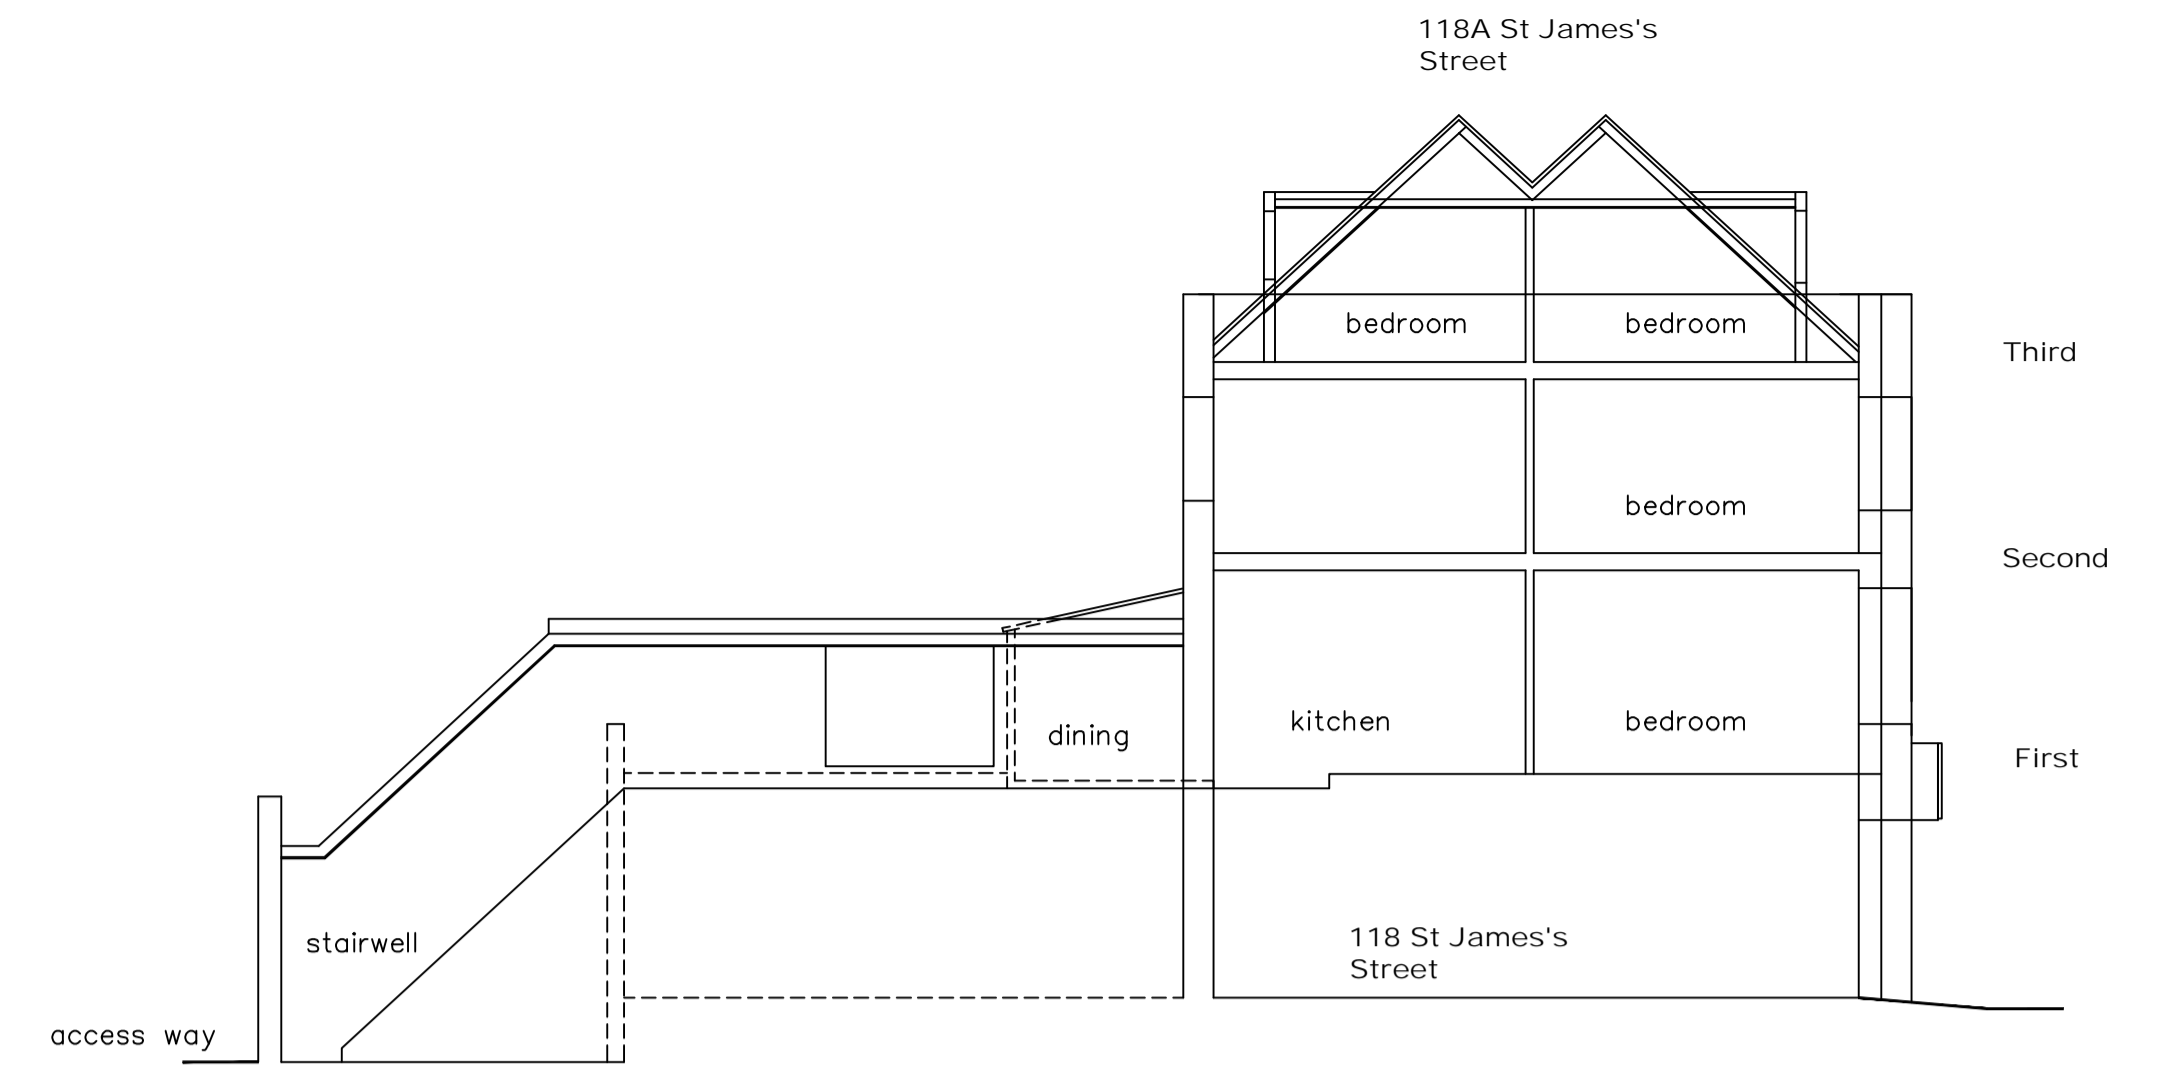 118A St James's
Street
bedroom bedroom
Third
bedroom
Second
kitchen bedroom
dining
First
118 St James's
Street
stairwell
access way